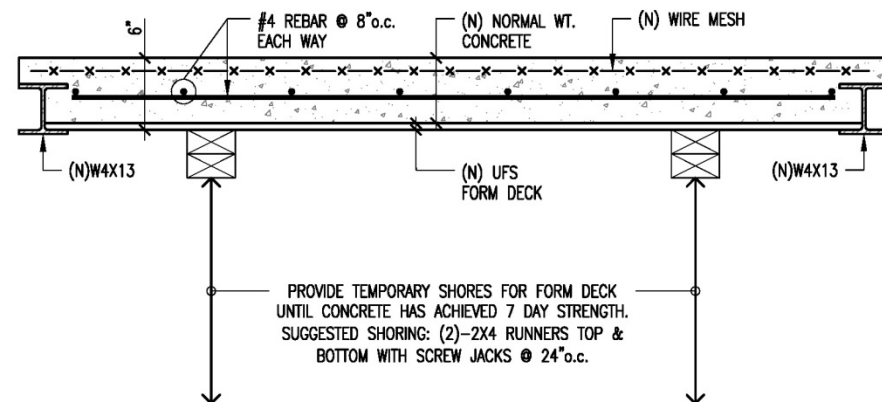 6"
#4 REBAR @ 8"o.c.
EACH WAY
(N) NORMAL WT.
CONCRETE
(N) WIRE MESH
(N)W4X13
(N) UFS
FORM DECK
(N)W4X13
PROVIDE TEMPORARY SHORES FOR FORM DECK
UNTIL CONCRETE HAS ACHIEVED 7 DAY STRENGTH.
SUGGESTED SHORING: (2)-2X4 RUNNERS TOP &
BOTTOM WITH SCREW JACKS @ 24"o.c.